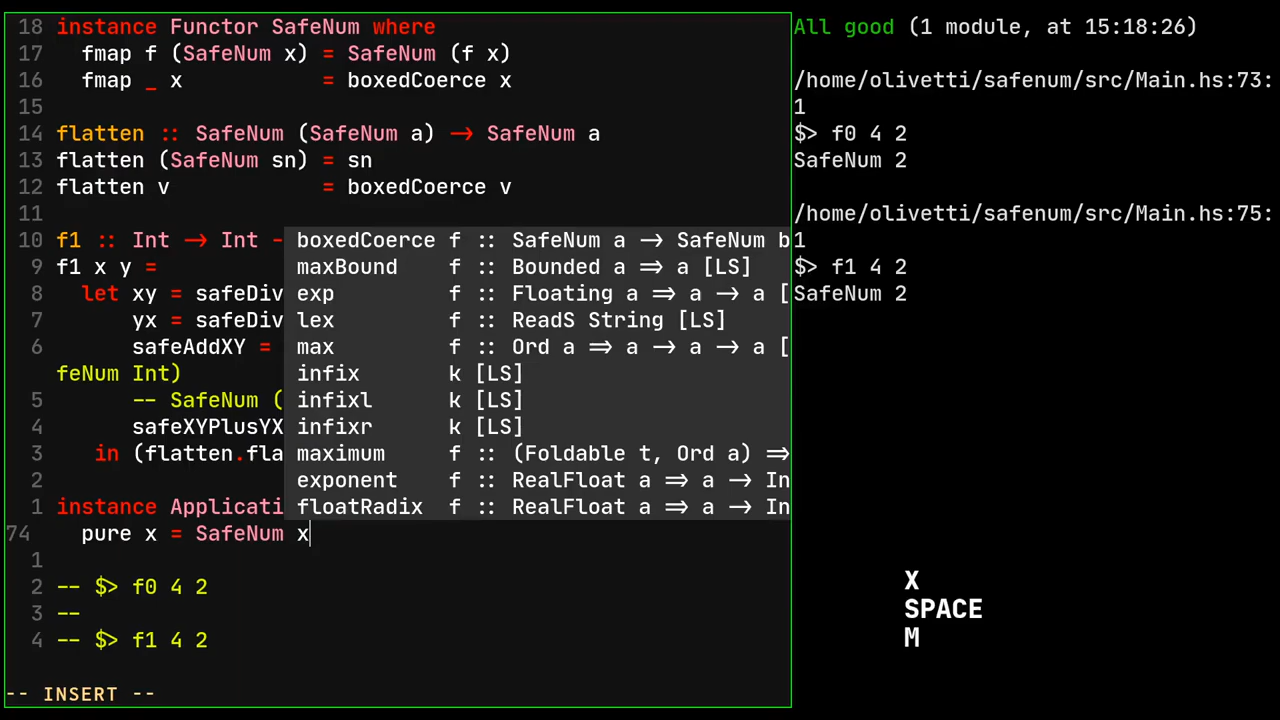 18 instance Functor SafeNum where
17   fmap f (SafeNum x) = SafeNum (f x)
16   fmap _ x           = boxedCoerce x
15
14 flatten :: SafeNum (SafeNum a) → SafeNum a
13 flatten (SafeNum sn) = sn
12 flatten v            = boxedCoerce v
11
10 f1 :: Int → Int -
9 f1 x y =
8   let xy = safeDiv
7       yx = safeDiv
6       safeAddXY =
feNum Int)
5       -- SafeNum (
4       safeXYPlusYX
3    in (flatten.fla
2
1 instance Applicati
74   pure x = SafeNum x
1
2 -- $> f0 4 2
3 --
4 -- $> f1 4 2
-- INSERT --
boxedCoerce f :: SafeNum a → SafeNum b
maxBound    f :: Bounded a ⇒ a [LS]
exp         f :: Floating a ⇒ a → a [
lex         f :: ReadS String [LS]
max         f :: Ord a ⇒ a → a → a [
infix       k [LS]
infixl      k [LS]
infixr      k [LS]
maximum     f :: (Foldable t, Ord a) ⇒
exponent    f :: RealFloat a ⇒ a → In
floatRadix  f :: RealFloat a ⇒ a → In
All good (1 module, at 15:18:26)
/home/olivetti/safenum/src/Main.hs:73:
1
$> f0 4 2
SafeNum 2
/home/olivetti/safenum/src/Main.hs:75:
1
$> f1 4 2
SafeNum 2
X
SPACE
M